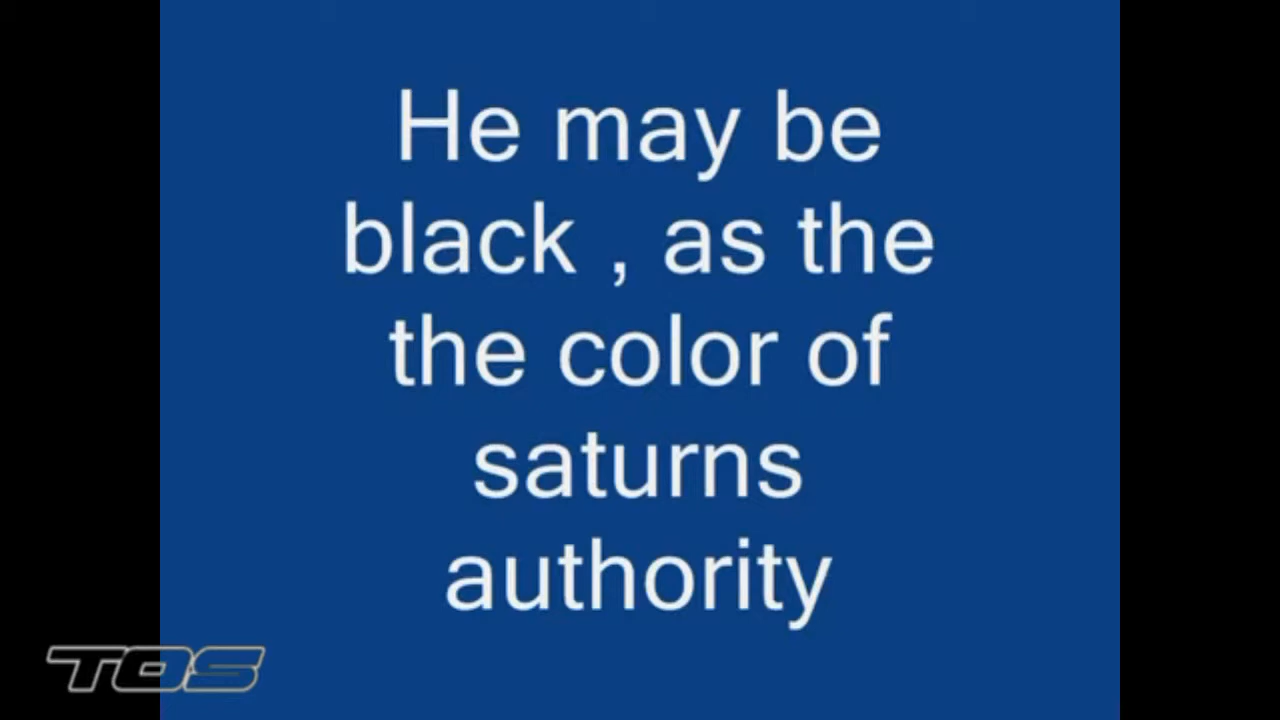 He may be
black , as the
the color of
saturns
authority
TOS